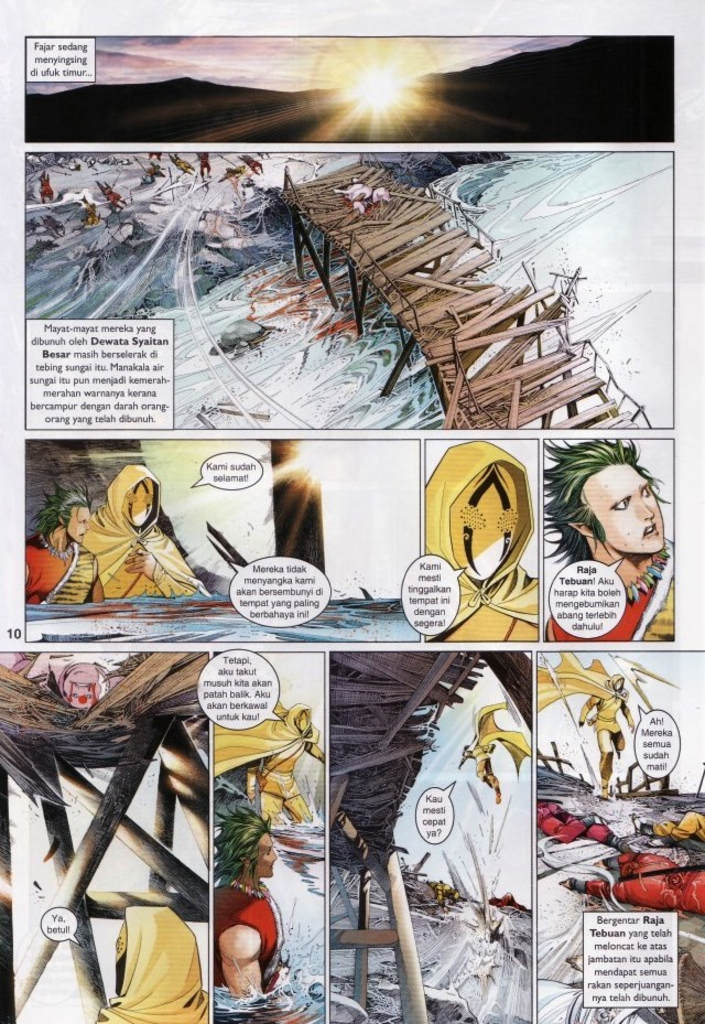 Fajar sedang
menyingsing
di ufuk timur...
Mayat-mayat mereka yang
dibunuh oleh Dewata Syaitan
Besar masih berselerak di
tebing sungai itu. Manakala air
sungai itu pun menjadi kemerah-
merahan warnanya kerana
bercampur dengan darah orang-
orang yang telah dibunuh.
Kami sudah
selamat!
Mereka tidak
menyangka kami
akan bersembunyi di
tempat yang paling
berbahaya ini!
Kami
mesti
tinggalkan
tempat ini
dengan
segera!
Raja
Tebuan! Aku
harap kita boleh
mengebumikan
abang terlebih
dahulu!
10
Ya,
betul!
Tetapi,
aku takut
musuh kita akan
patah balik. Aku
akan berkawal
untuk kau!
Kau
mesti
cepat
ya?
Ah!
Mereka
semua
sudah
mati!
Bergentar Raja
Tebuan yang telah
meloncat ke atas
jambatan itu apabila
mendapat semua
rakan seperjuangan-
nya telah dibunuh.